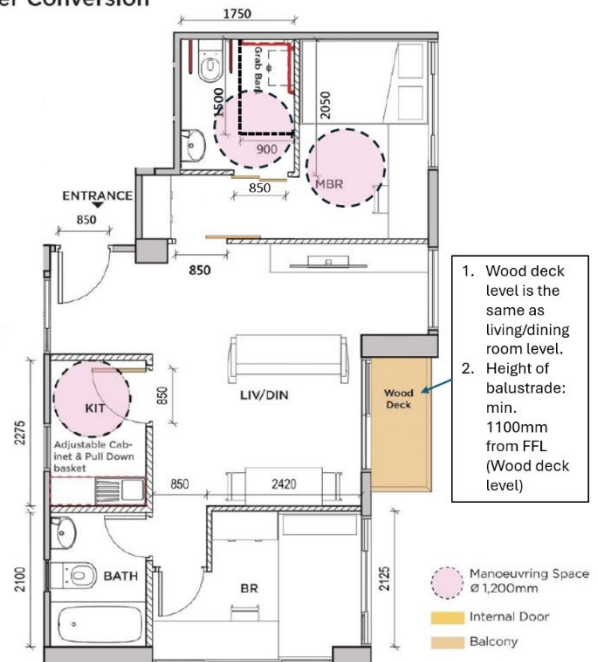 er Conversion
1750
Grab Bar
1500
900
2050
850
MBR
ENTRANCE
850
850
1. Wood deck
level is the
same as
living/dining
room level.
2. Height of
balustrade:
min.
1100mm
from FFL
(Wood deck
level)
Wood
Deck
LIV/DIN
850
KIT
2275
Adjustable Cab-
inet & Pull Down
basket
850
2420
2100
BATH
BR
2125
Manoeuvring Space
Ø 1,200mm
Internal Door
Balcony